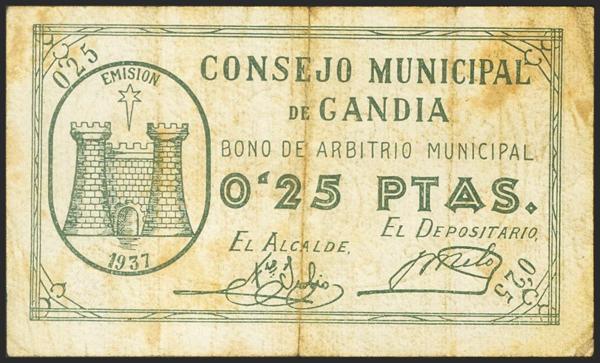 0'25
EMISION
1937
CONSEJO MUNICIPAL
DE GANDIA
BONO DE ARBITRIO MUNICIPAL
0'25 PTAS.
EL ALCALDE,
EL DEPOSITARIO,
0'25